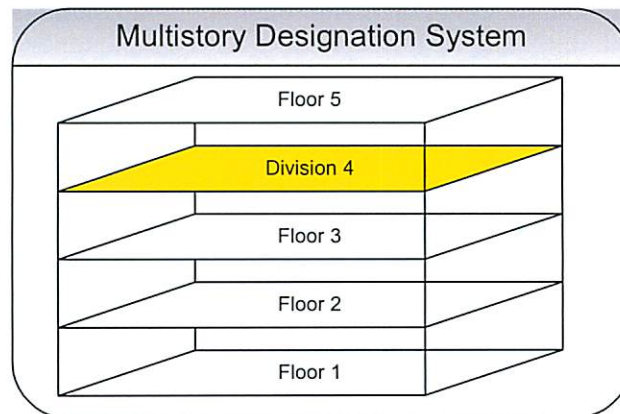 Multistory Designation System
Floor 5
Division 4
Floor 3
Floor 2
Floor 1